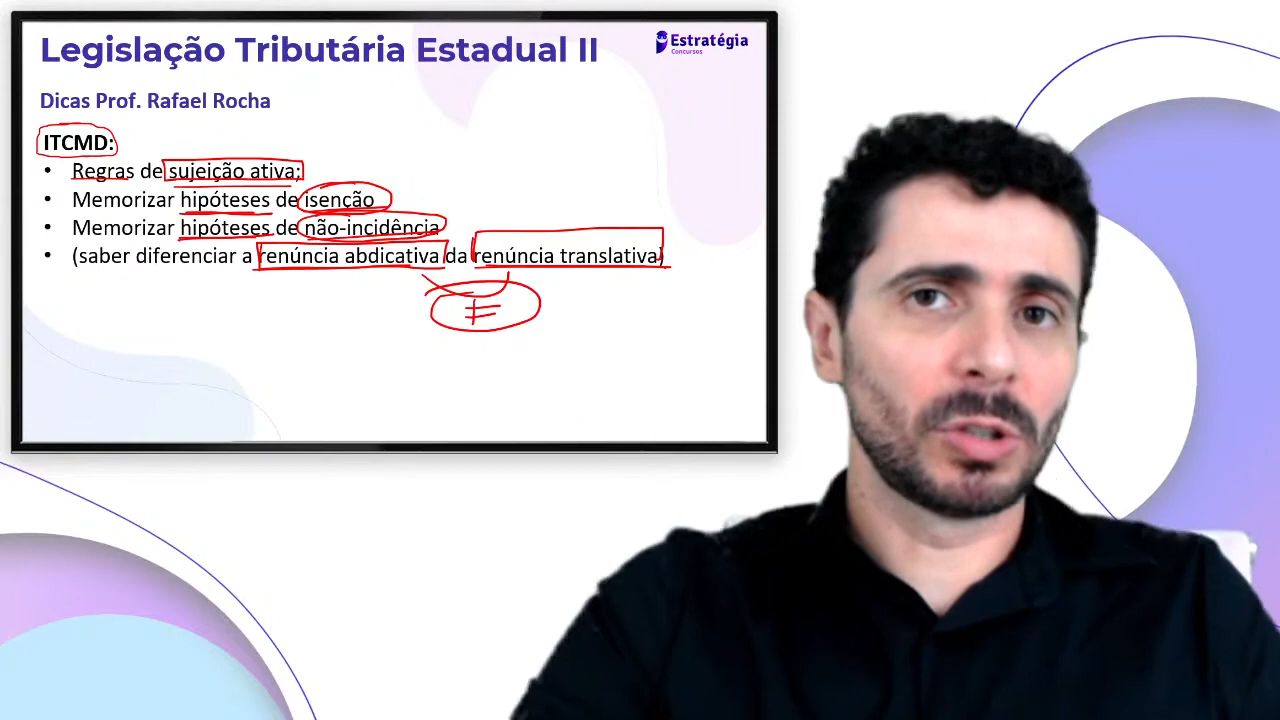 Legislação Tributária Estadual II
Estratégia
Concursos
Dicas Prof. Rafael Rocha
ITCMD:
• Regras de sujeição ativa;
• Memorizar hipóteses de isenção
• Memorizar hipóteses de não-incidência
• (saber diferenciar a renúncia abdicativa da renúncia translativa)
≠